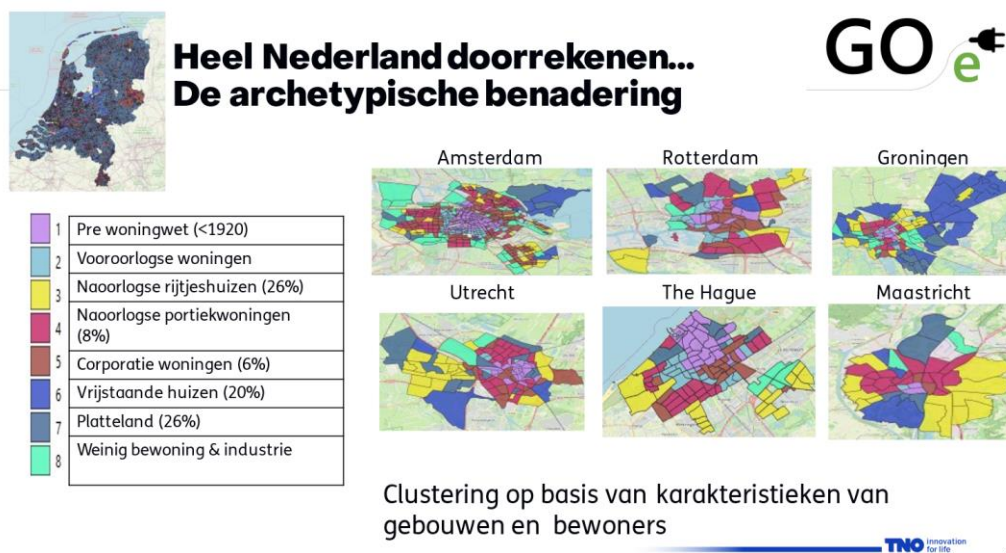 Heel Nederland doorrekenen...
De archetypische benadering
GO e
Amsterdam
Rotterdam
Groningen
Utrecht
The Hague
Maastricht
1 Pre woningwet (<1920)
2 Vooroorlogse woningen
3 Naoorlogse rijtjeshuizen (26%)
4 Naoorlogse portiekwoningen
(8%)
5 Corporatie woningen (6%)
6 Vrijstaande huizen (20%)
7 Platteland (26%)
8 Weinig bewoning & industrie
Clustering op basis van karakteristieken van
gebouwen en bewoners
TNO innovation
for life